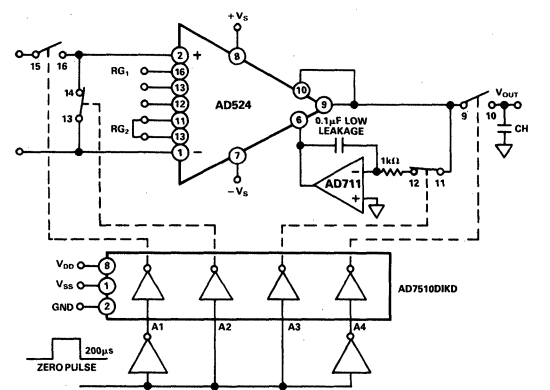 +VS
15 16
2 +
8
RG1
16
13
12
11
13
RG2
14
13
1 −
AD524
10
9
6
7
−VS
0.1µF LOW
LEAKAGE
AD711
−
+
1kΩ
12 11
9 10
VOUT
CH
VDD 8
VSS 1
GND 2
AD7510DIKD
A1 A2 A3 A4
200µs
ZERO PULSE